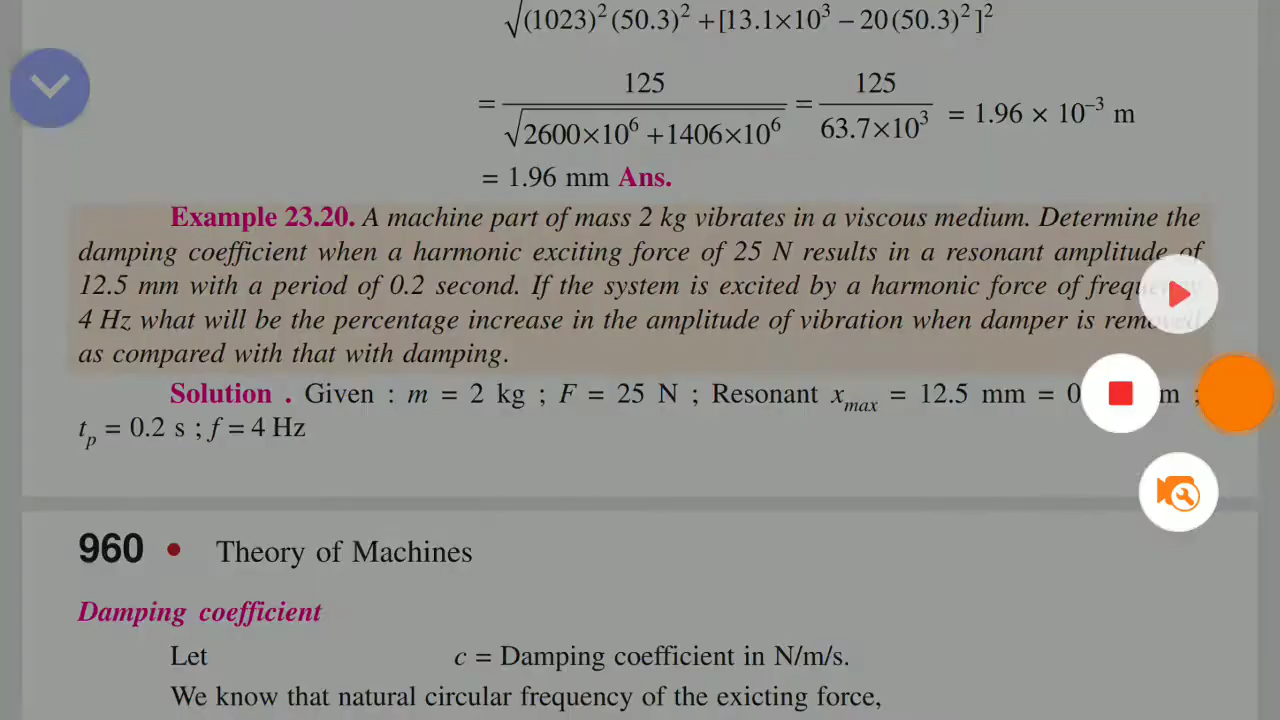 √(1023)² (50.3)² + [13.1×10³ − 20 (50.3)² ]²
= 125 / √2600×10⁶ +1406×10⁶ = 125 / 63.7×10³ = 1.96 × 10⁻³ m
= 1.96 mm Ans.
Example 23.20. A machine part of mass 2 kg vibrates in a viscous medium. Determine the
damping coefficient when a harmonic exciting force of 25 N results in a resonant amplitude of
12.5 mm with a period of 0.2 second. If the system is excited by a harmonic force of
4 Hz what will be the percentage increase in the amplitude of vibration when damper is removed
as compared with that with damping.
Solution . Given : m = 2 kg ; F = 25 N ; Resonant xmax = 12.5 mm = m ;
tp = 0.2 s ; f = 4 Hz
960 • Theory of Machines
Damping coefficient
Let c = Damping coefficient in N/m/s.
We know that natural circular frequency of the exicting force,